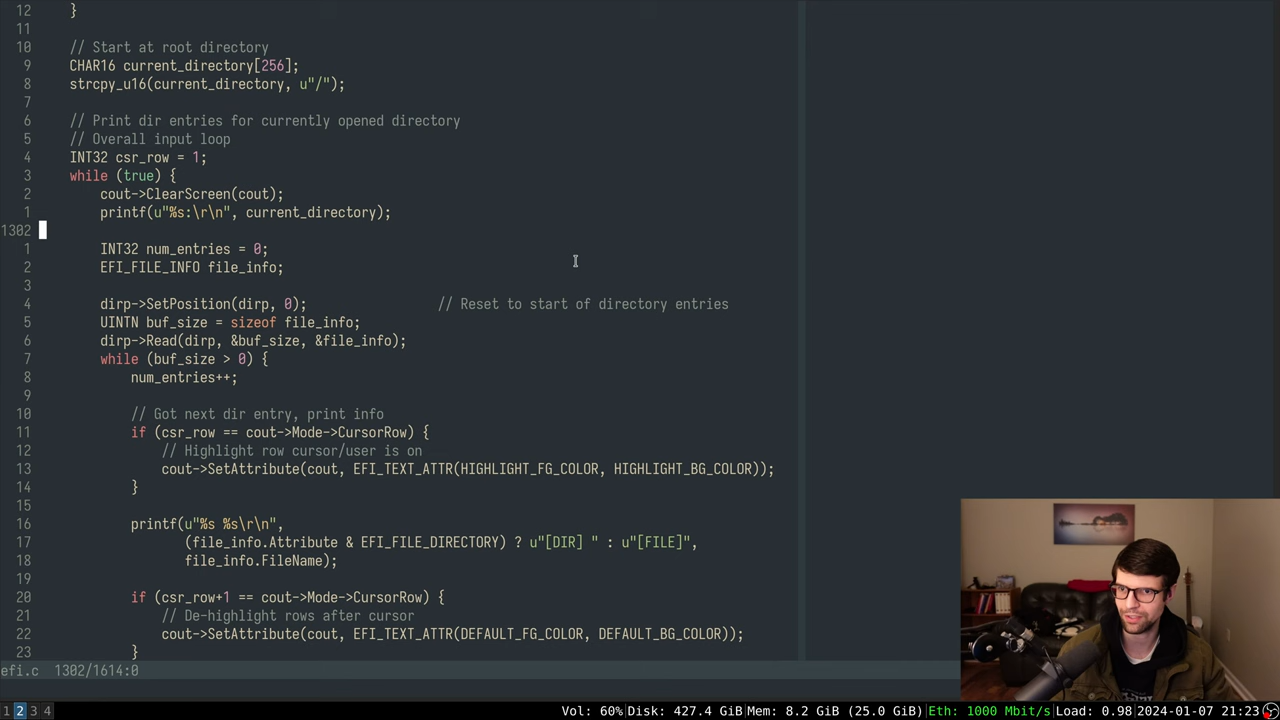 12 }
11
10 // Start at root directory
9 CHAR16 current_directory[256];
8 strcpy_u16(current_directory, u"/");
7
6 // Print dir entries for currently opened directory
5 // Overall input loop
4 INT32 csr_row = 1;
3 while (true) {
2 cout->ClearScreen(cout);
1 printf(u"%s:\r\n", current_directory);
1302
1 INT32 num_entries = 0;
2 EFI_FILE_INFO file_info;
3
4 dirp->SetPosition(dirp, 0); // Reset to start of directory entries
5 UINTN buf_size = sizeof file_info;
6 dirp->Read(dirp, &buf_size, &file_info);
7 while (buf_size > 0) {
8 num_entries++;
9
10 // Got next dir entry, print info
11 if (csr_row == cout->Mode->CursorRow) {
12 // Highlight row cursor/user is on
13 cout->SetAttribute(cout, EFI_TEXT_ATTR(HIGHLIGHT_FG_COLOR, HIGHLIGHT_BG_COLOR));
14 }
15
16 printf(u"%s %s\r\n",
17 (file_info.Attribute & EFI_FILE_DIRECTORY) ? u"[DIR] " : u"[FILE]",
18 file_info.FileName);
19
20 if (csr_row+1 == cout->Mode->CursorRow) {
21 // De-highlight rows after cursor
22 cout->SetAttribute(cout, EFI_TEXT_ATTR(DEFAULT_FG_COLOR, DEFAULT_BG_COLOR));
23 }
efi.c 1302/1614:0
1 2 3 4 Vol: 60%|Disk: 427.4 GiB|Mem: 8.2 GiB (25.0 GiB)|Eth: 1000 Mbit/s|Load: 0.98|2024-01-07 21:23